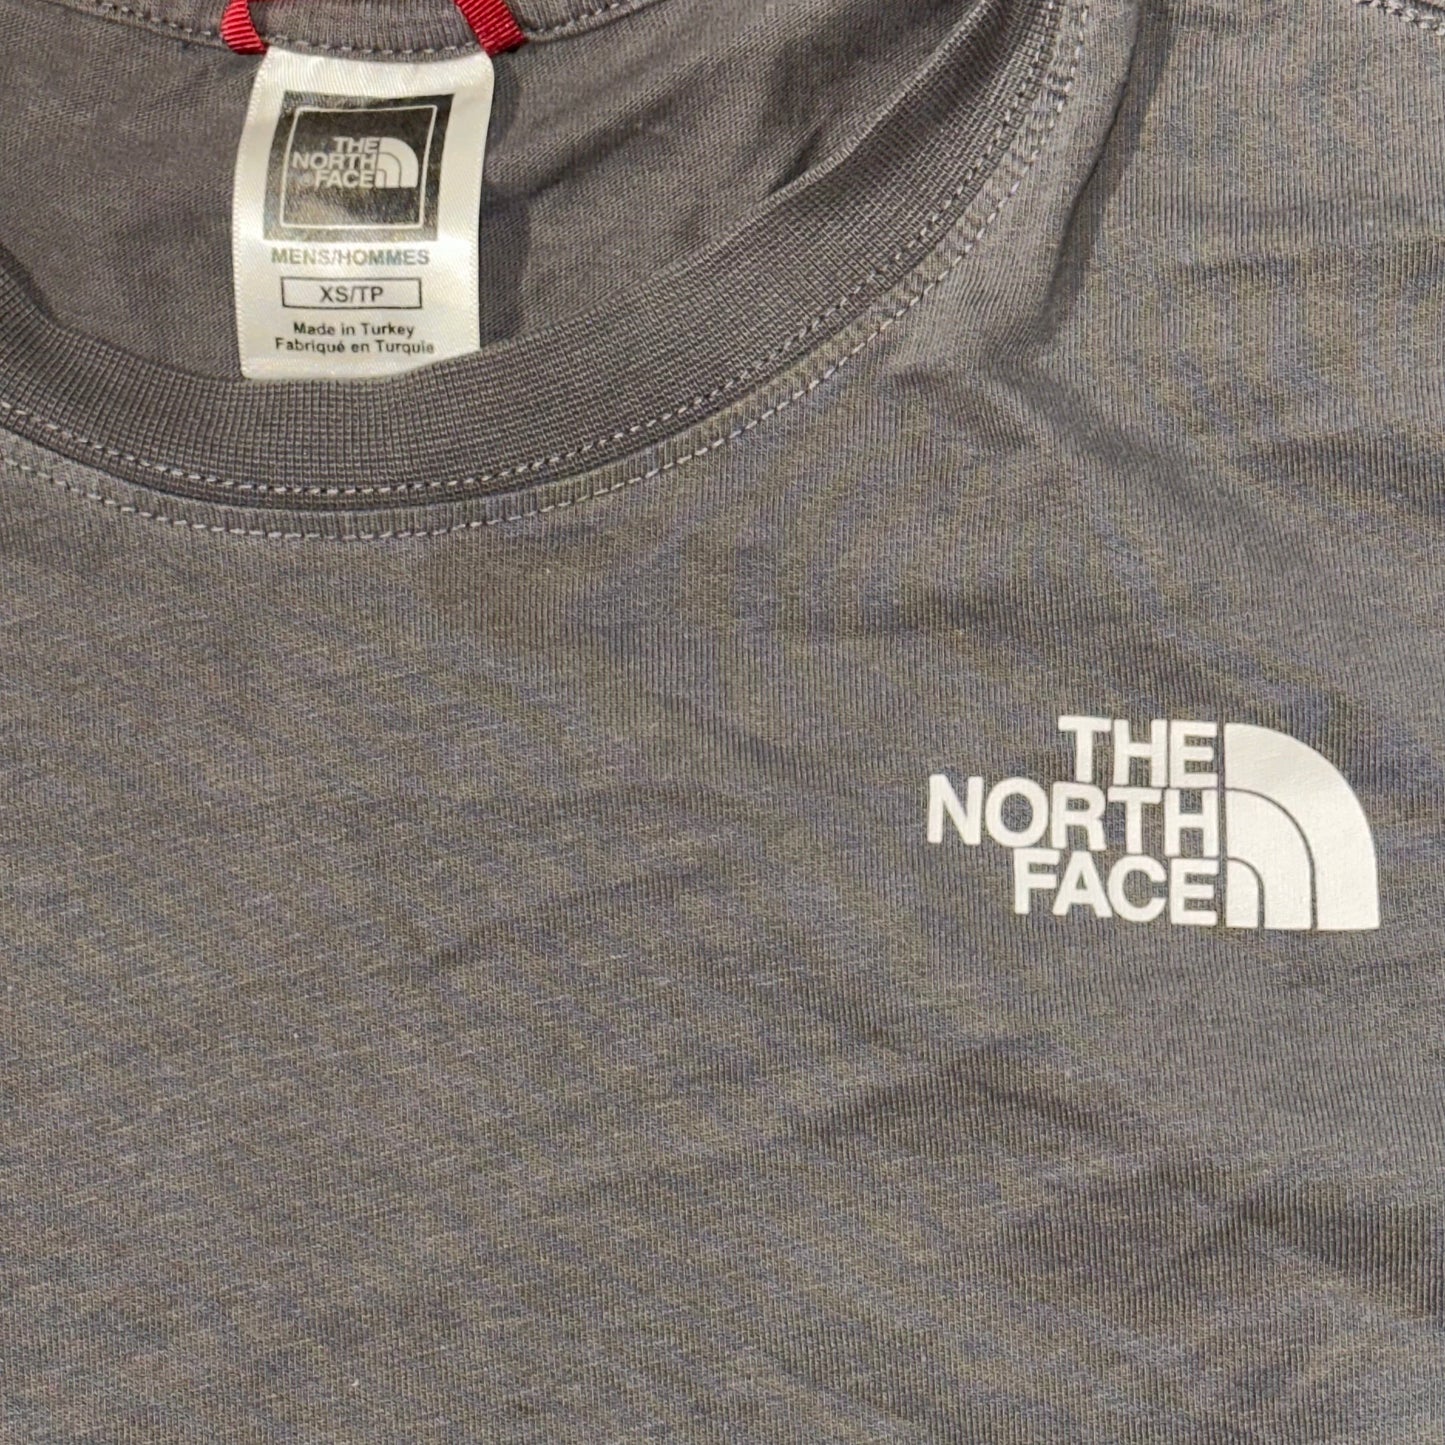 THE
NORTH
FACE
MENS/HOMMES
XS/TP
Made in Turkey
Fabriqué en Turquie
THE
NORTH
FACE